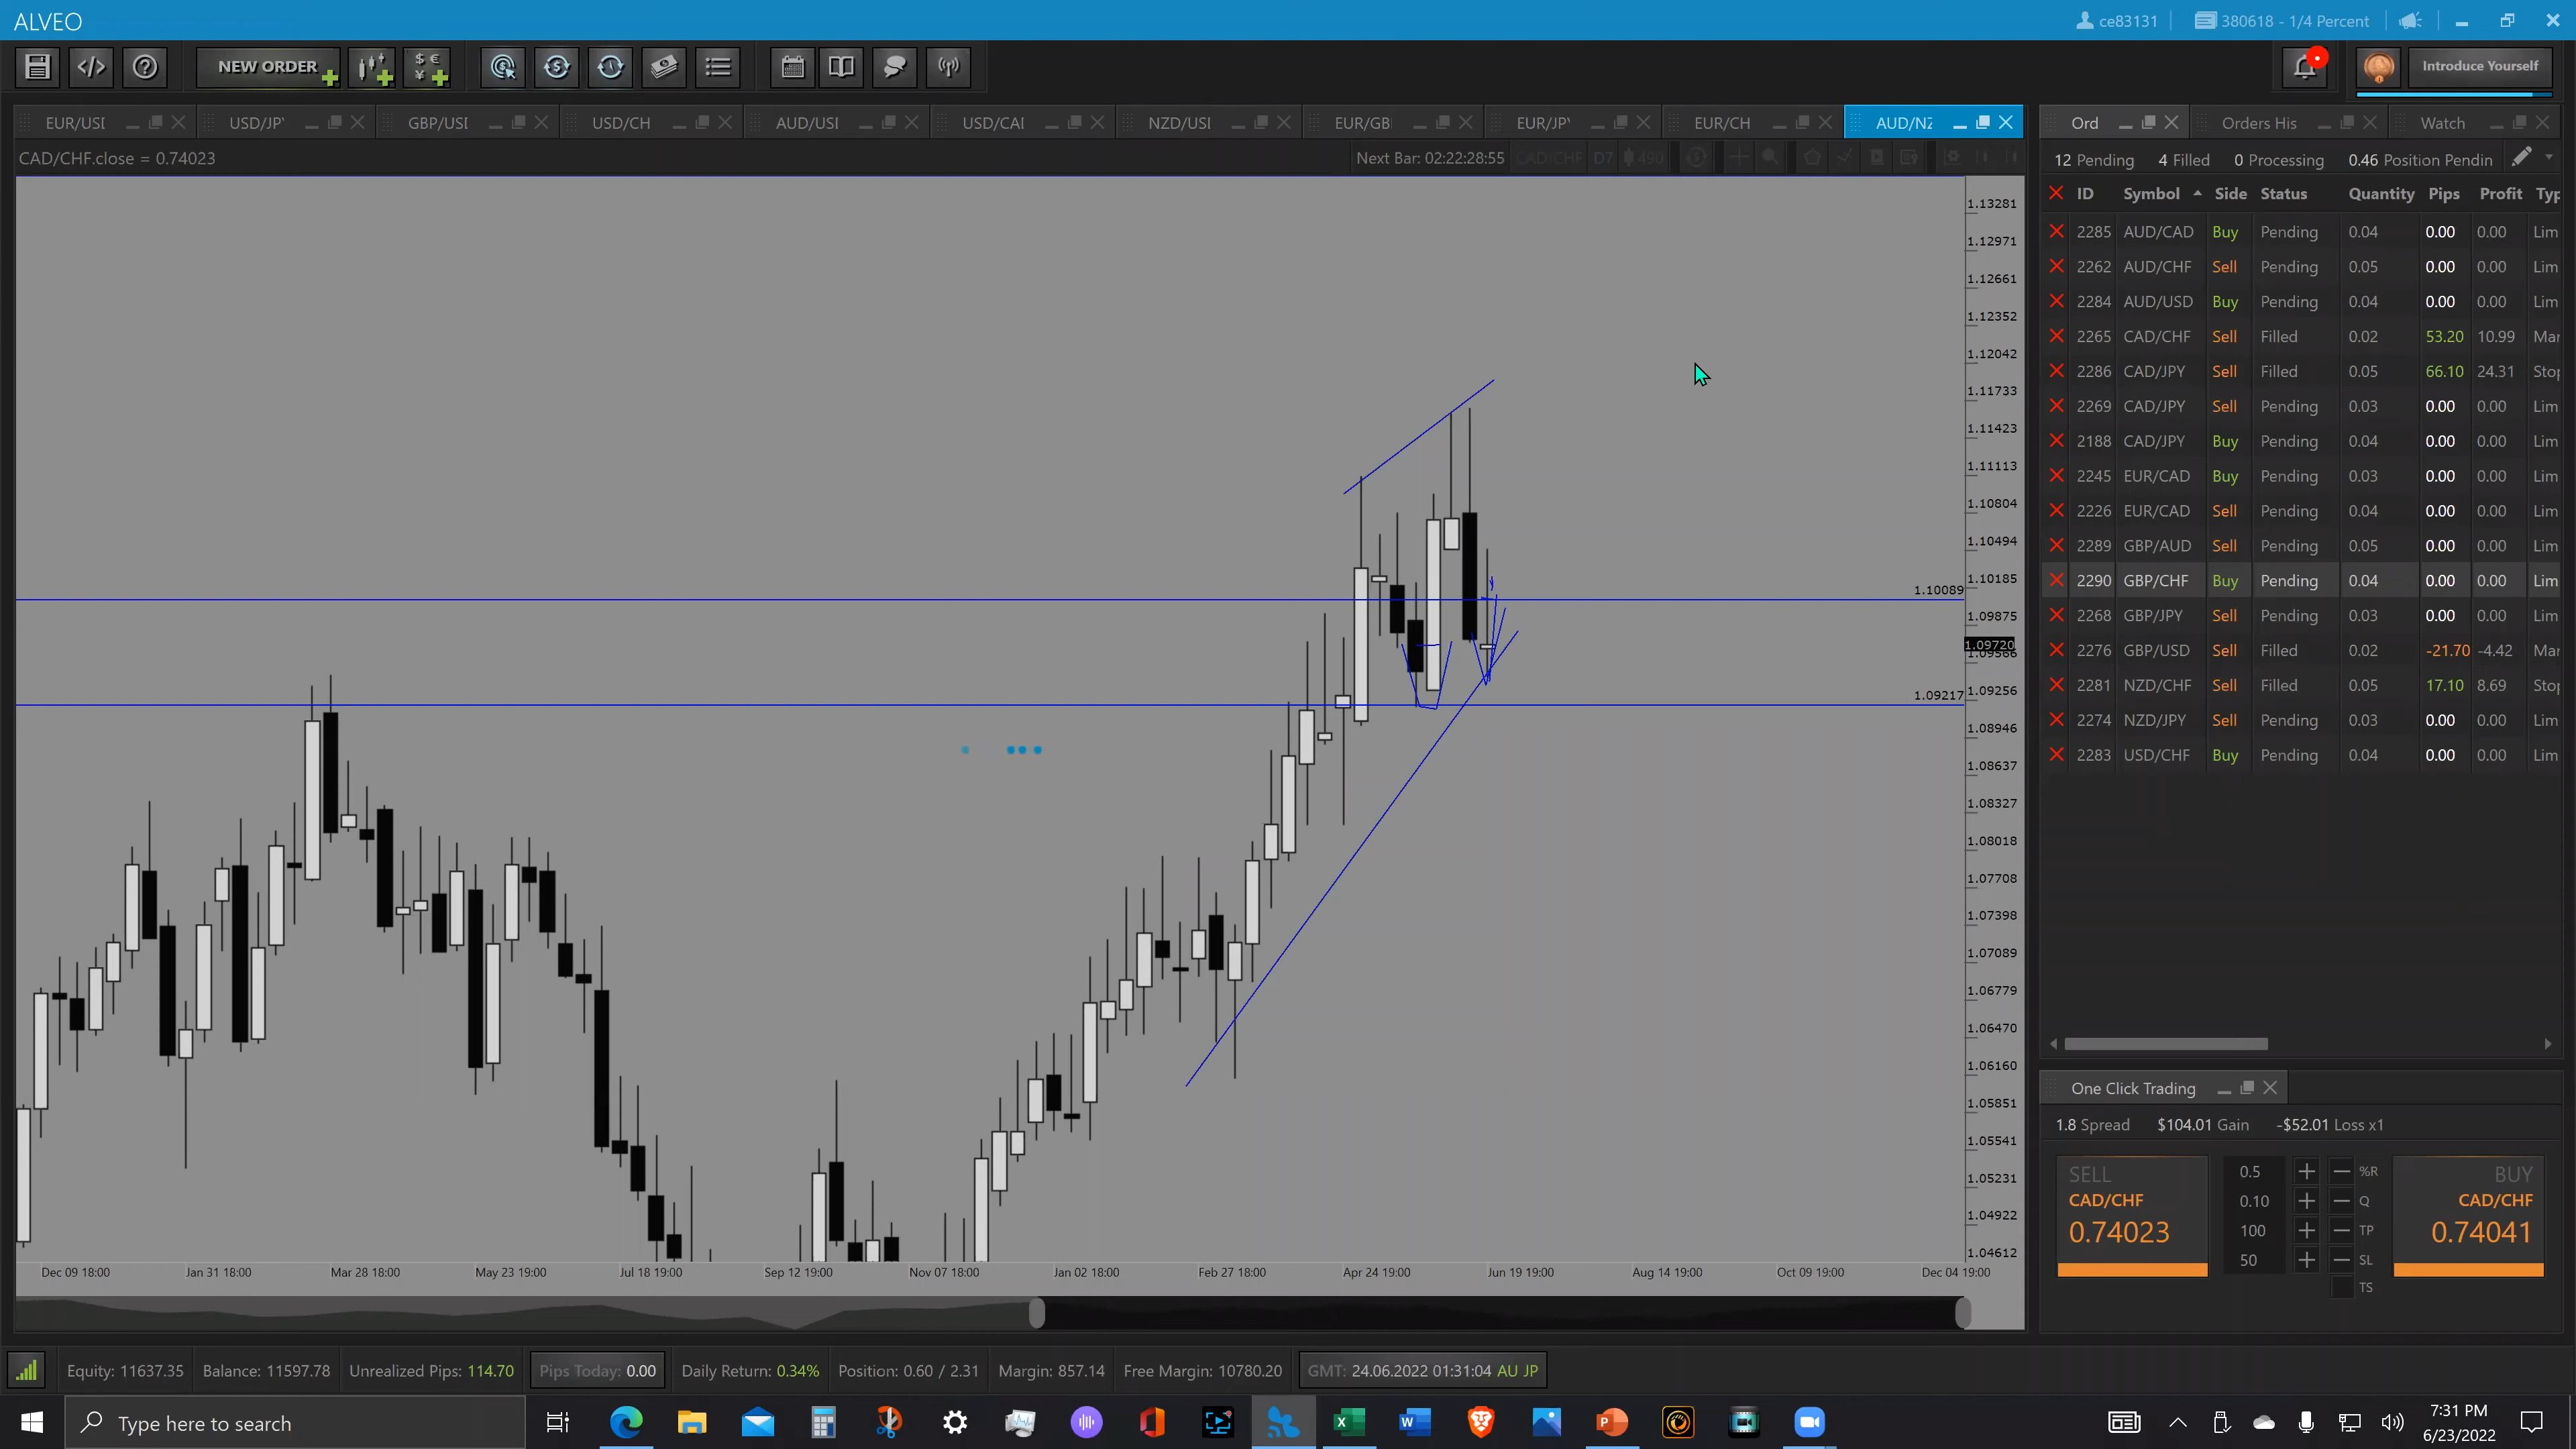 ALVEO
ce83131
380618 - 1/4 Percent
NEW ORDER
Introduce Yourself
EUR/USI USD/JP' GBP/USI USD/CH AUD/USI USD/CAI NZD/USI EUR/GB EUR/JP' EUR/CH AUD/NZ
CAD/CHF.close = 0.74023
Next Bar: 02:22:28:55 CAD/CHF D7 490
1.13281
1.12971
1.12661
1.12352
1.12042
1.11733
1.11423
1.11113
1.10804
1.10494
1.10185
1.10089
1.09875
1.09720
1.09566
1.09217
1.09256
1.08946
1.08637
1.08327
1.08018
1.07708
1.07398
1.07089
1.06779
1.06470
1.06160
1.05851
1.05541
1.05231
1.04922
1.04612
Dec 09 18:00 Jan 31 18:00 Mar 28 18:00 May 23 19:00 Jul 18 19:00 Sep 12 19:00 Nov 07 18:00 Jan 02 18:00 Feb 27 18:00 Apr 24 19:00 Jun 19 19:00 Aug 14 19:00 Oct 09 19:00 Dec 04 19:00
Ord Orders His Watch
12 Pending 4 Filled 0 Processing 0.46 Position Pendin
ID Symbol Side Status Quantity Pips Profit Typ
2285 AUD/CAD Buy Pending 0.04 0.00 0.00 Lim
2262 AUD/CHF Sell Pending 0.05 0.00 0.00 Lim
2284 AUD/USD Buy Pending 0.04 0.00 0.00 Lim
2265 CAD/CHF Sell Filled 0.02 53.20 10.99 Mar
2286 CAD/JPY Sell Filled 0.05 66.10 24.31 Stop
2269 CAD/JPY Sell Pending 0.03 0.00 0.00 Lim
2188 CAD/JPY Buy Pending 0.04 0.00 0.00 Lim
2245 EUR/CAD Buy Pending 0.03 0.00 0.00 Lim
2226 EUR/CAD Sell Pending 0.04 0.00 0.00 Lim
2289 GBP/AUD Sell Pending 0.05 0.00 0.00 Lim
2290 GBP/CHF Buy Pending 0.04 0.00 0.00 Lim
2268 GBP/JPY Sell Pending 0.03 0.00 0.00 Lim
2276 GBP/USD Sell Filled 0.02 -21.70 -4.42 Mar
2281 NZD/CHF Sell Filled 0.05 17.10 8.69 Stop
2274 NZD/JPY Sell Pending 0.03 0.00 0.00 Lim
2283 USD/CHF Buy Pending 0.04 0.00 0.00 Lim
One Click Trading
1.8 Spread $104.01 Gain -$52.01 Loss x1
SELL
CAD/CHF
0.74023
0.5 %R
0.10 Q
100 TP
50 SL
TS
BUY
CAD/CHF
0.74041
Equity: 11637.35 Balance: 11597.78 Unrealized Pips: 114.70 Pips Today: 0.00 Daily Return: 0.34% Position: 0.60 / 2.31 Margin: 857.14 Free Margin: 10780.20 GMT: 24.06.2022 01:31:04 AU JP
Type here to search
7:31 PM
6/23/2022